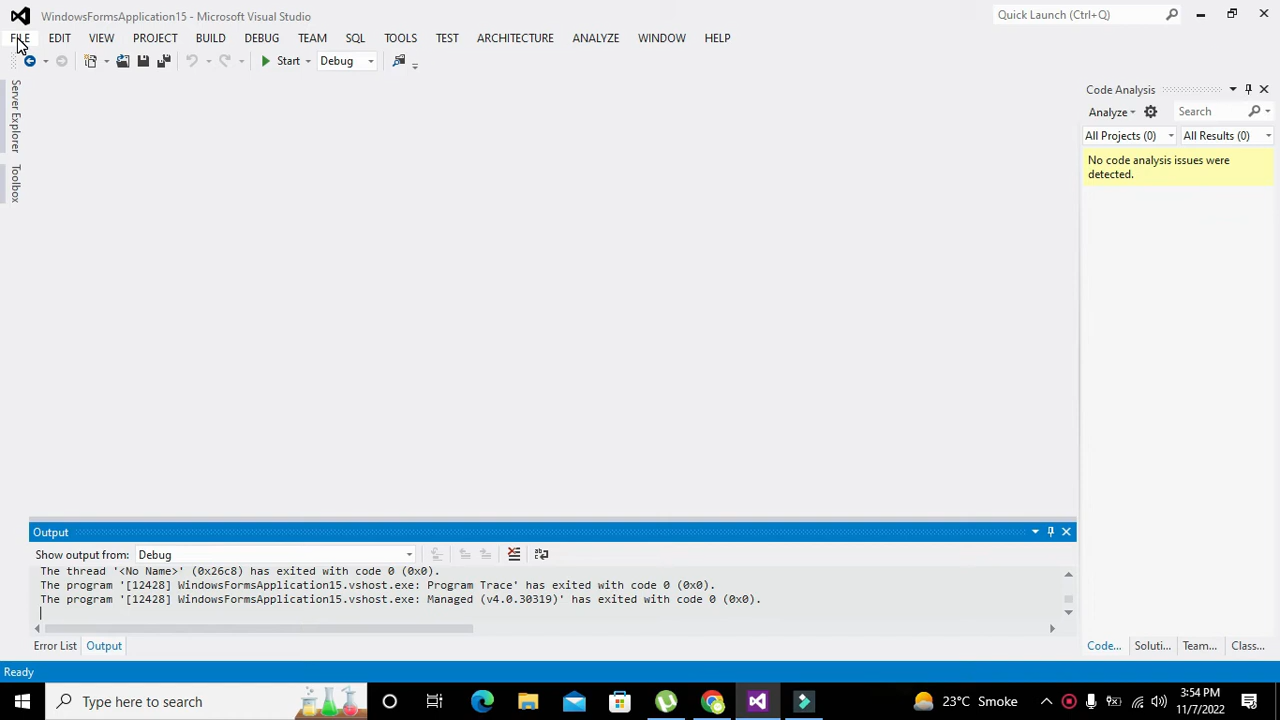 WindowsFormsApplication15 - Microsoft Visual Studio
Quick Launch (Ctrl+Q)
FILE EDIT VIEW PROJECT BUILD DEBUG TEAM SQL TOOLS TEST ARCHITECTURE ANALYZE WINDOW HELP
Start Debug
Server Explorer
Toolbox
Code Analysis
Analyze Search
All Projects (0) All Results (0)
No code analysis issues were
detected.
Output
Show output from: Debug
The thread '<No Name>' (0x26c8) has exited with code 0 (0x0).
The program '[12428] WindowsFormsApplication15.vshost.exe: Program Trace' has exited with code 0 (0x0).
The program '[12428] WindowsFormsApplication15.vshost.exe: Managed (v4.0.30319)' has exited with code 0 (0x0).
Error List Output
Code... Soluti... Team... Class...
Ready
Type here to search
23°C Smoke
3:54 PM
11/7/2022